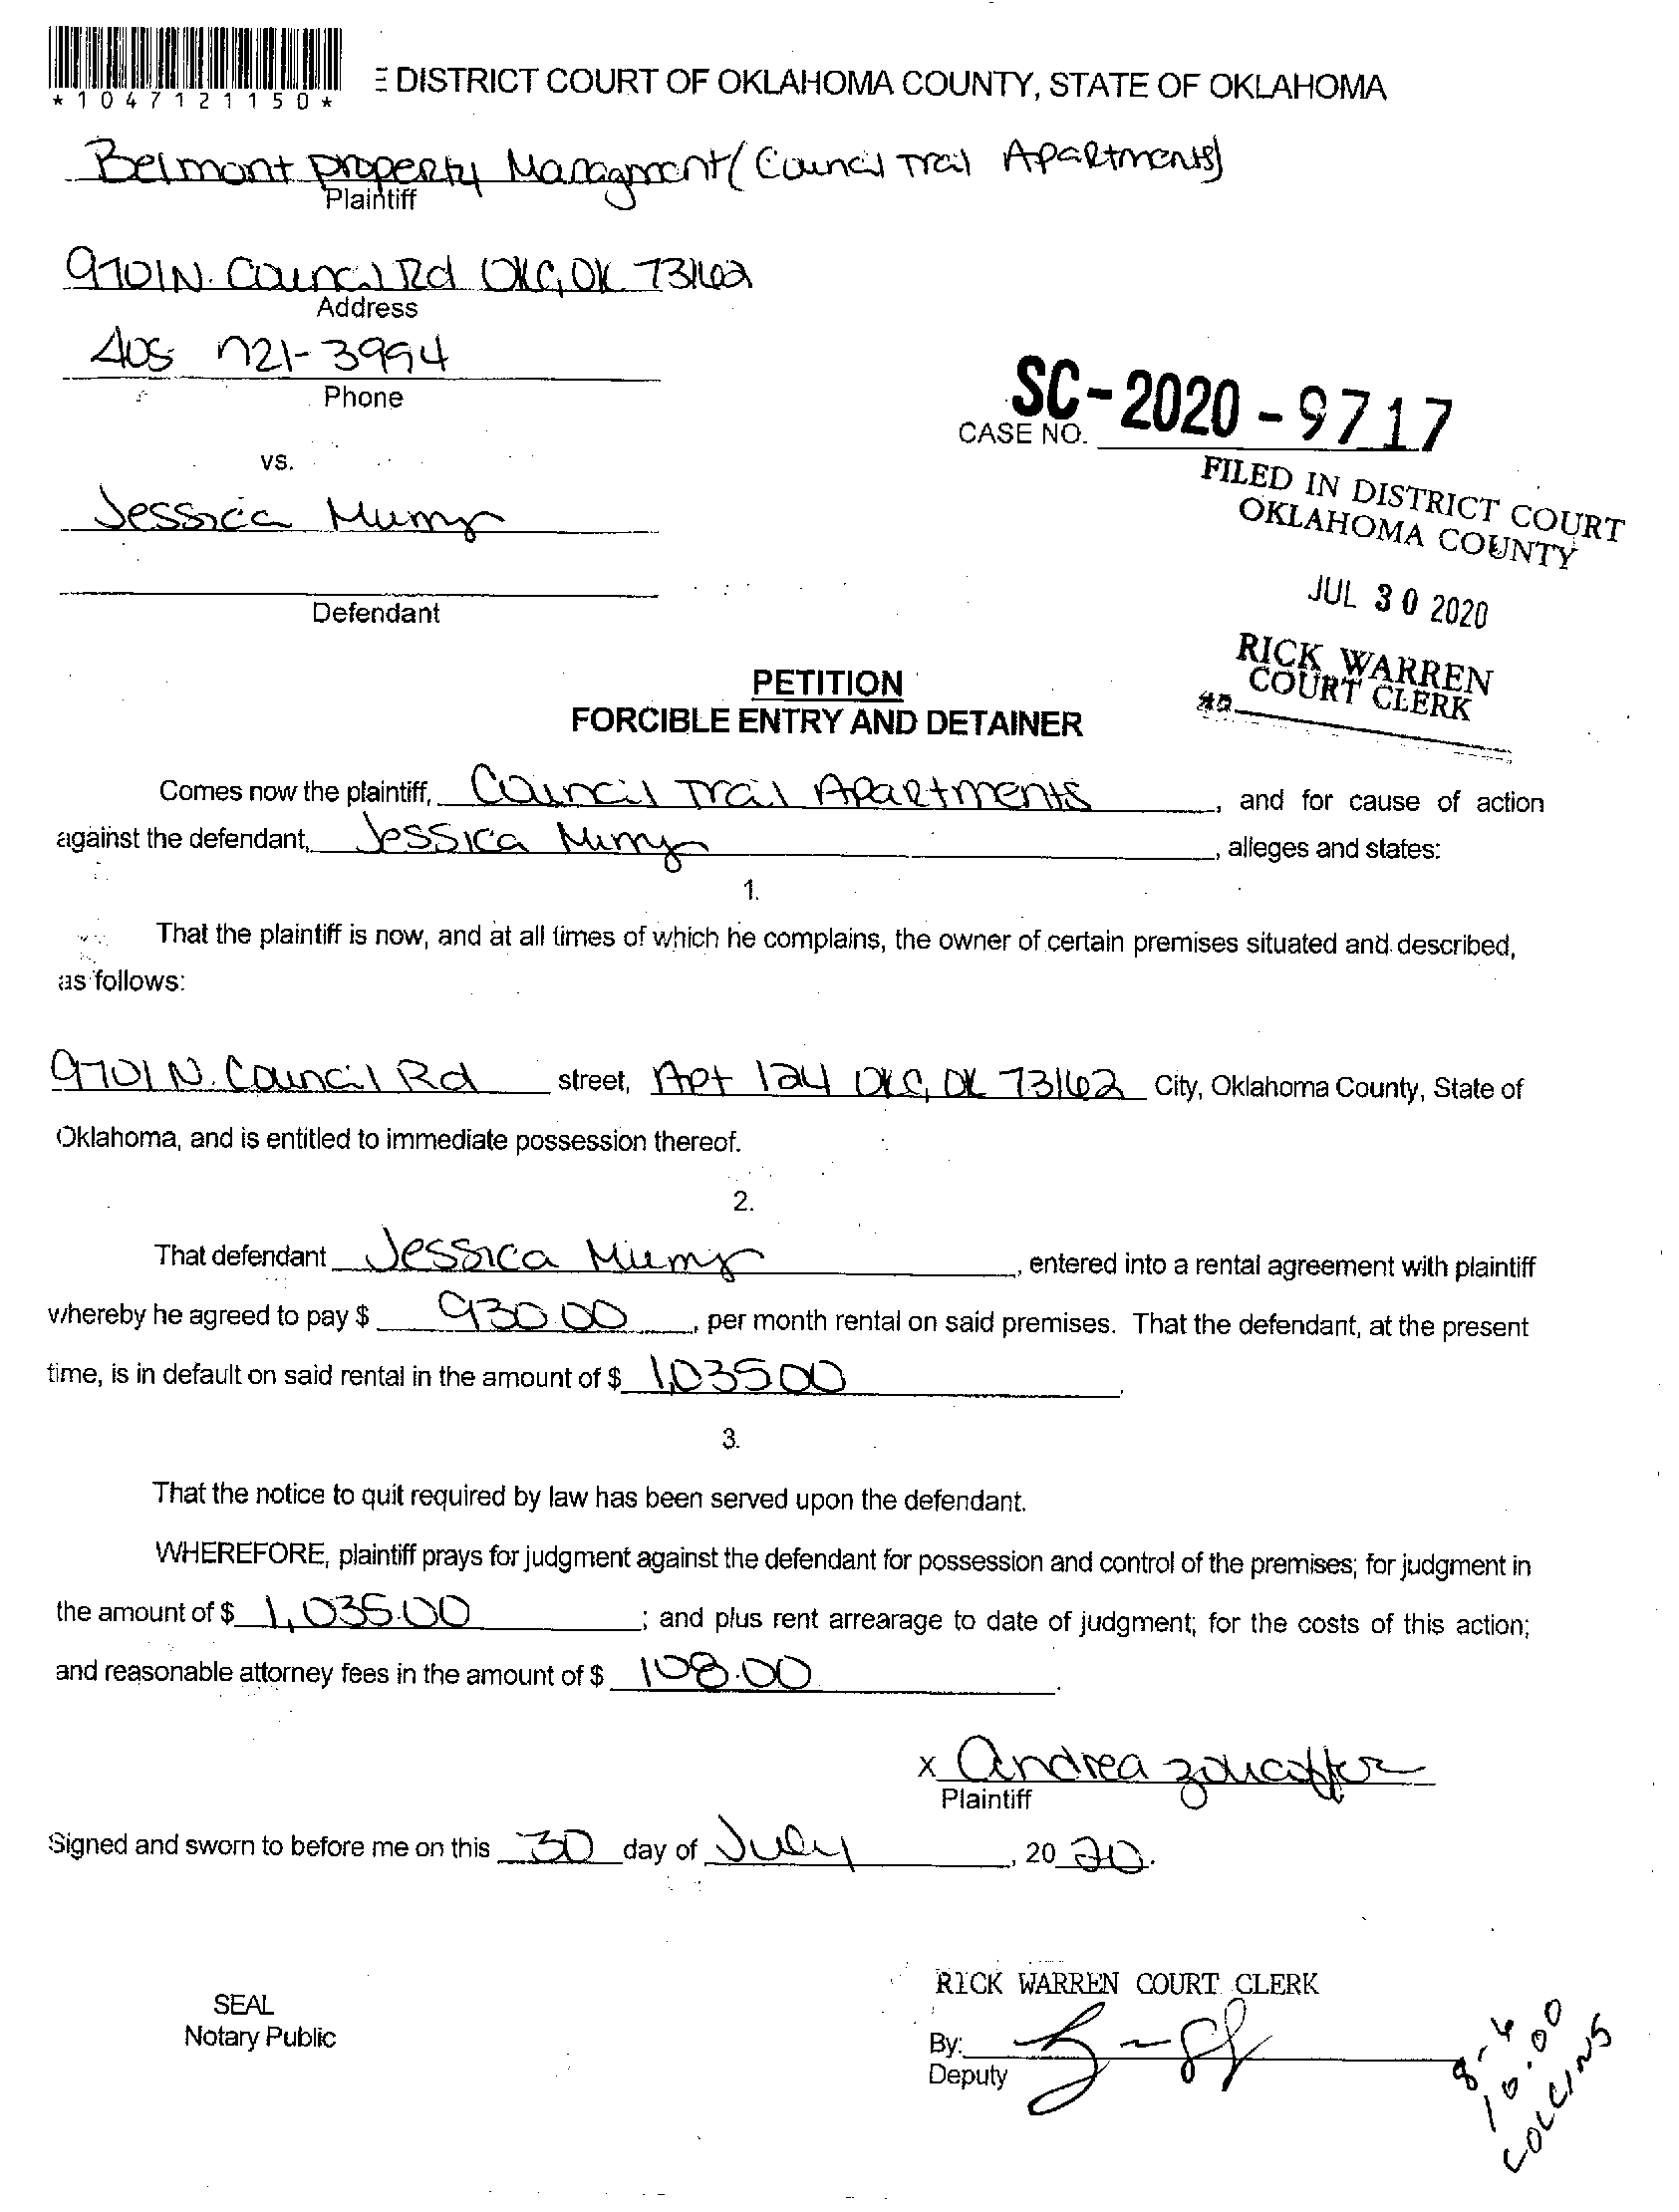 *1047121150*
E DISTRICT COURT OF OKLAHOMA COUNTY, STATE OF OKLAHOMA
Belmont Property Managment (Council Trail Apartments)
Plaintiff
9701 N. Council Rd OKC, OK 73162
Address
405 721-3994
Phone
SC-2020-9717
CASE NO.
vs.
FILED IN DISTRICT COURT
OKLAHOMA COUNTY
Jessica Mumy
JUL 30 2020
Defendant
RICK WARREN
COURT CLERK
PETITION
FORCIBLE ENTRY AND DETAINER
Comes now the plaintiff, Council Trail Apartments, and for cause of action
against the defendant, Jessica Mumy, alleges and states:
1.
That the plaintiff is now, and at all times of which he complains, the owner of certain premises situated and described,
as follows:
9701 N. Council Rd street, Apt 124 OKC, OK 73162 City, Oklahoma County, State of
Oklahoma, and is entitled to immediate possession thereof.
2.
That defendant Jessica Mumy, entered into a rental agreement with plaintiff
whereby he agreed to pay $ 930.00, per month rental on said premises. That the defendant, at the present
time, is in default on said rental in the amount of $ 1,035.00.
3.
That the notice to quit required by law has been served upon the defendant.
WHEREFORE, plaintiff prays for judgment against the defendant for possession and control of the premises; for judgment in
the amount of $ 1,035.00; and plus rent arrearage to date of judgment; for the costs of this action;
and reasonable attorney fees in the amount of $ 108.00.
x Andrea
Plaintiff
Signed and sworn to before me on this 30 day of July, 20 20.
RICK WARREN COURT CLERK
SEAL
Notary Public
By:
Deputy
8-6
10:00
COLLINS